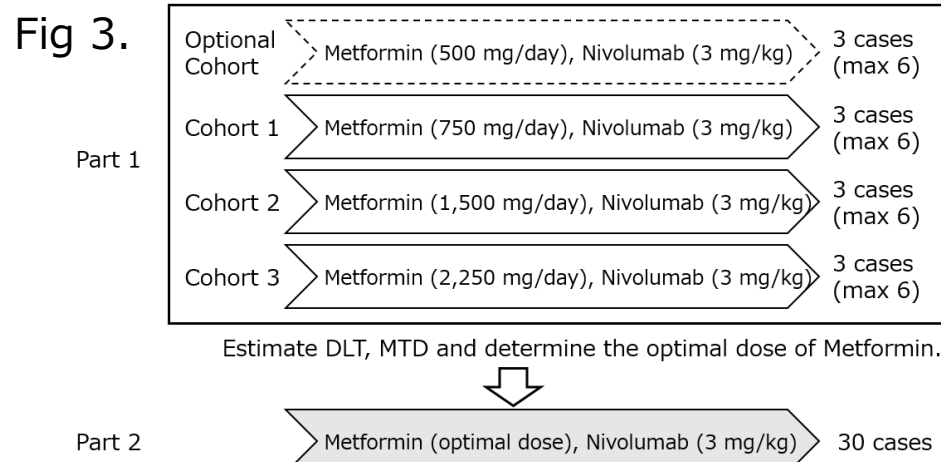 Fig 3.
Optional
Cohort
Metformin (500 mg/day), Nivolumab (3 mg/kg)
3 cases
(max 6)
Cohort 1
Metformin (750 mg/day), Nivolumab (3 mg/kg)
3 cases
(max 6)
Part 1
Cohort 2
Metformin (1,500 mg/day), Nivolumab (3 mg/kg)
3 cases
(max 6)
Cohort 3
Metformin (2,250 mg/day), Nivolumab (3 mg/kg)
3 cases
(max 6)
Estimate DLT, MTD and determine the optimal dose of Metformin.
Part 2
Metformin (optimal dose), Nivolumab (3 mg/kg)
30 cases